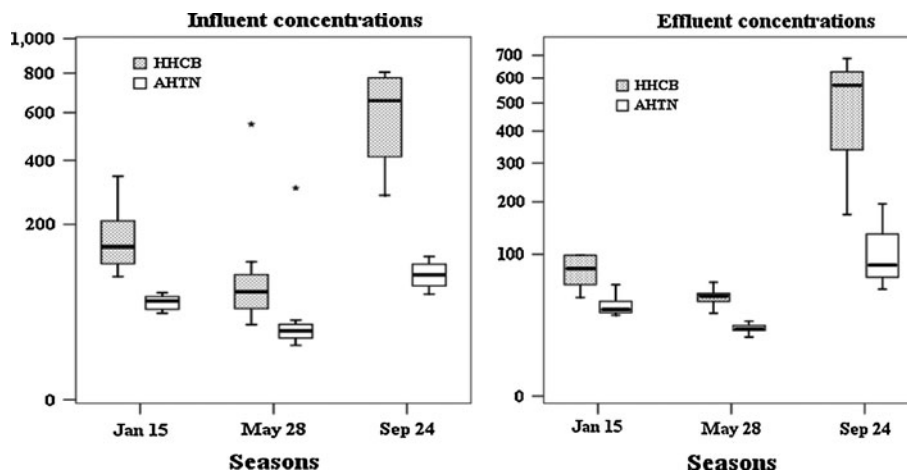 Influent concentrations
1,000
800
600
400
200
0
HHCB
AHTN
Jan 15
May 28
Sep 24
Seasons
Effluent concentrations
700
600
500
400
300
200
100
0
HHCB
AHTN
Jan 15
May 28
Sep 24
Seasons